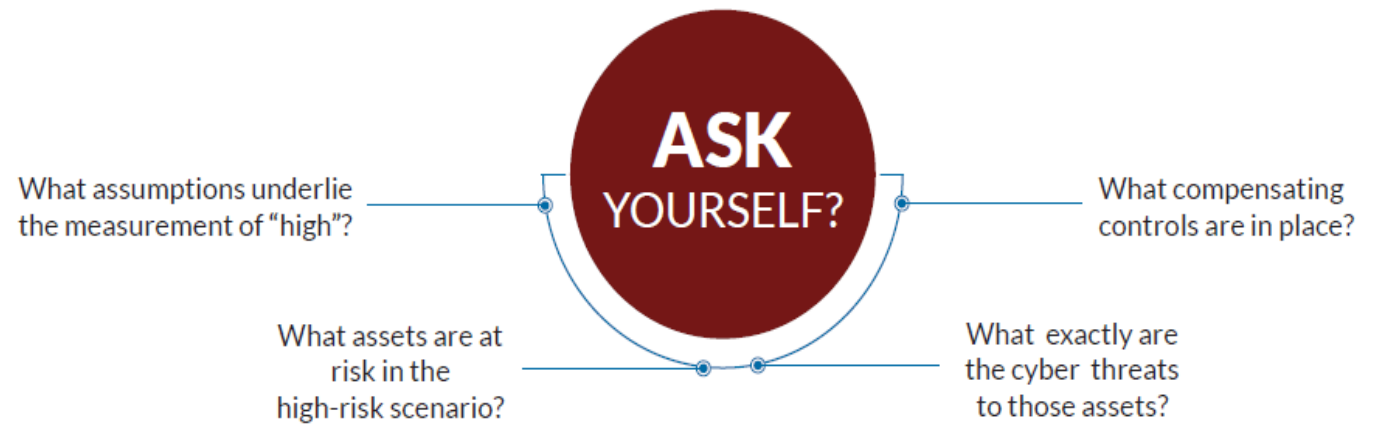 ASK
YOURSELF?
What assumptions underlie
the measurement of “high”?
What assets are at
risk in the
high-risk scenario?
What exactly are
the cyber threats
to those assets?
What compensating
controls are in place?